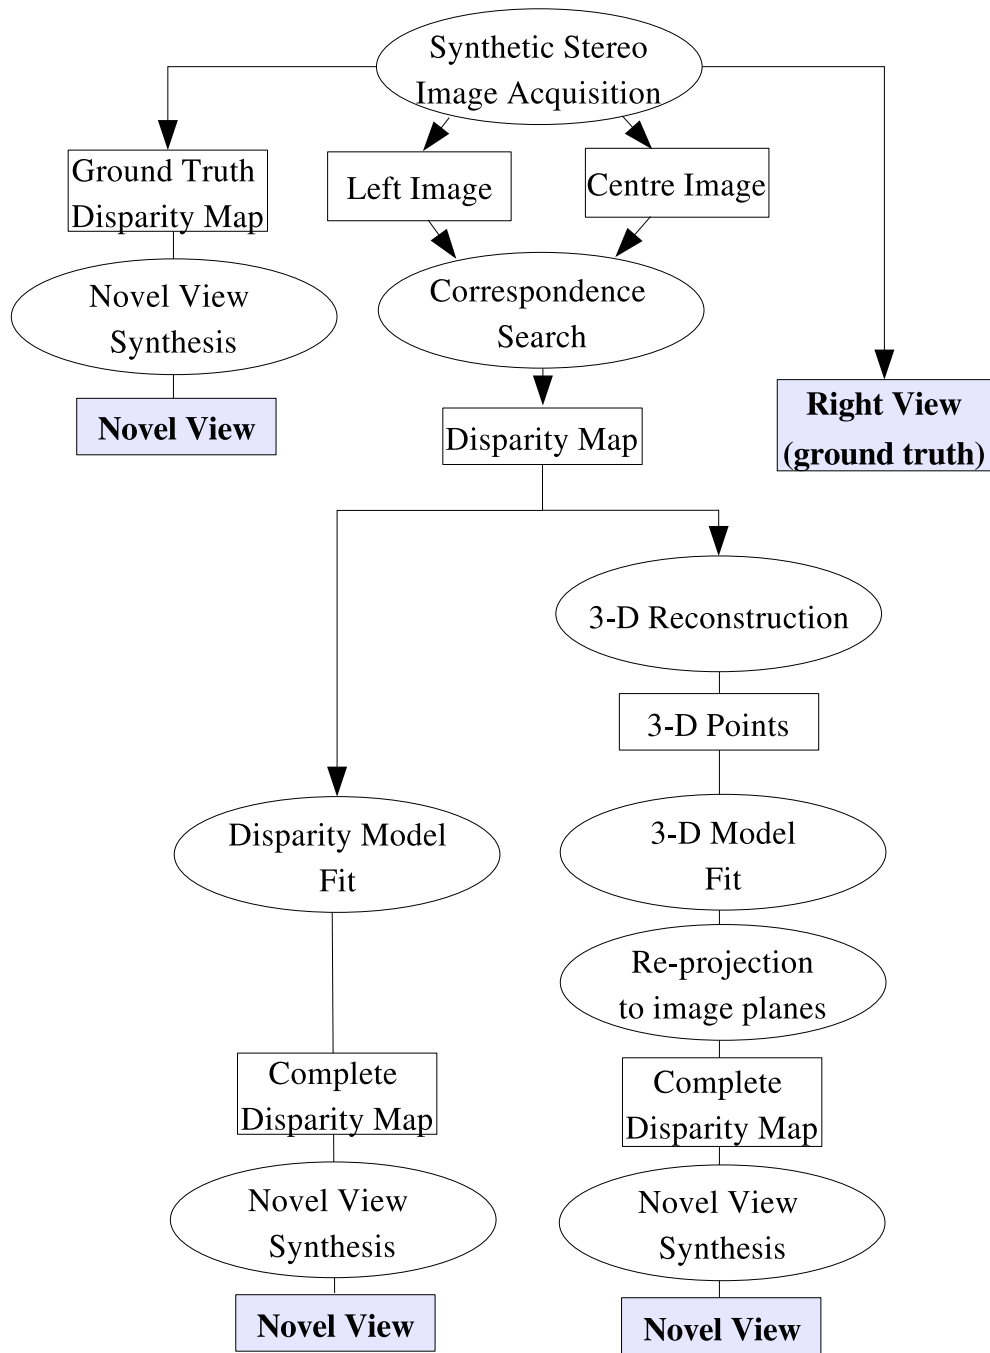 Synthetic Stereo
Image Acquisition
Ground Truth
Disparity Map
Left Image
Centre Image
Novel View
Synthesis
Correspondence
Search
Novel View
Disparity Map
Right View
(ground truth)
3-D Reconstruction
3-D Points
Disparity Model
Fit
3-D Model
Fit
Re-projection
to image planes
Complete
Disparity Map
Complete
Disparity Map
Novel View
Synthesis
Novel View
Synthesis
Novel View
Novel View